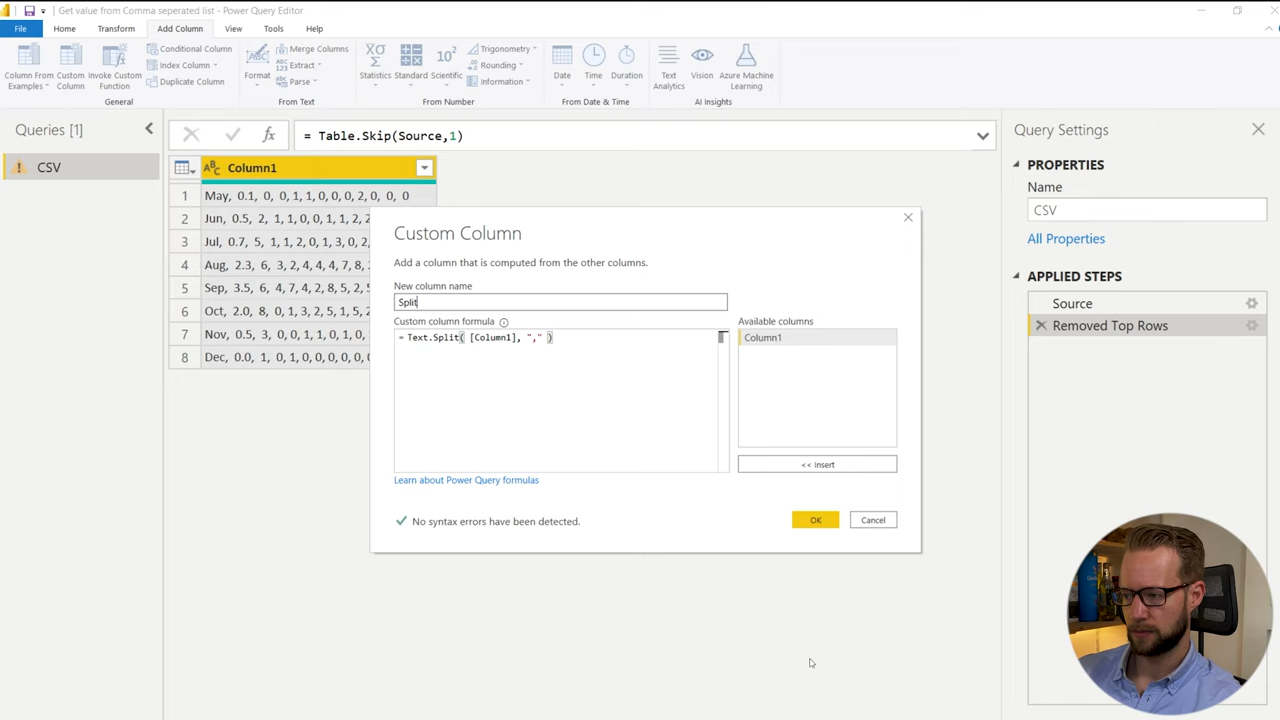 Get value from Comma seperated list - Power Query Editor
File Home Transform Add Column View Tools Help
Column From Examples
Custom Column
Invoke Custom Function
Conditional Column
Index Column
Duplicate Column
General
Format
Merge Columns
Extract
Parse
From Text
Statistics
Standard
Scientific
Trigonometry
Rounding
Information
From Number
Date
Time
Duration
From Date & Time
Text Analytics
Vision
Azure Machine Learning
AI Insights
Queries [1]
CSV
= Table.Skip(Source,1)
Column1
1 May, 0.1, 0, 0, 1, 1, 0, 0, 0, 2, 0, 0, 0
2 Jun, 0.5, 2, 1, 1, 0, 0, 1, 1, 2, 2
3 Jul, 0.7, 5, 1, 1, 2, 0, 1, 3, 0, 2,
4 Aug, 2.3, 6, 3, 2, 4, 4, 4, 7, 8,
5 Sep, 3.5, 6, 4, 7, 4, 2, 8, 5, 2, 5
6 Oct, 2.0, 8, 0, 1, 3, 2, 5, 1, 5, 2
7 Nov, 0.5, 3, 0, 0, 1, 1, 0, 1, 0,
8 Dec, 0.0, 1, 0, 1, 0, 0, 0, 0, 0
Custom Column
Add a column that is computed from the other columns.
New column name
Split
Custom column formula
= Text.Split( [Column1], "," )
Available columns
Column1
<< Insert
Learn about Power Query formulas
No syntax errors have been detected.
OK
Cancel
Query Settings
PROPERTIES
Name
CSV
All Properties
APPLIED STEPS
Source
Removed Top Rows